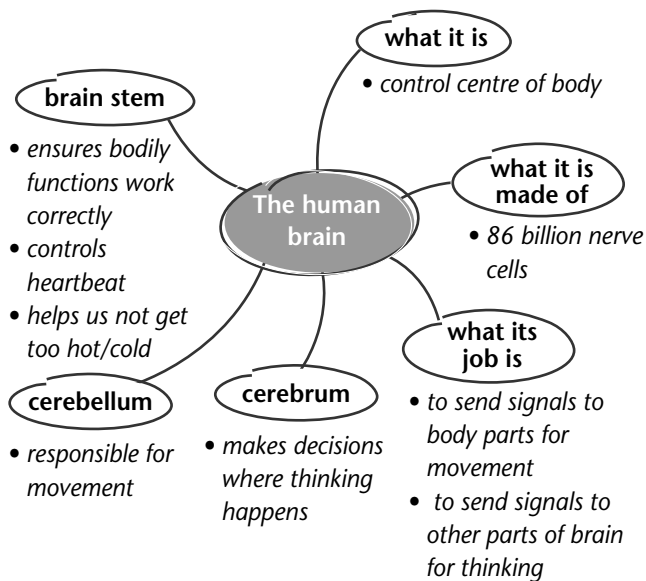 The human
brain
what it is
• control centre of body
what it is
made of
• 86 billion nerve
cells
what its
job is
• to send signals to
body parts for
movement
• to send signals to
other parts of brain
for thinking
cerebrum
• makes decisions
where thinking
happens
cerebellum
• responsible for
movement
brain stem
• ensures bodily
functions work
correctly
• controls
heartbeat
• helps us not get
too hot/cold